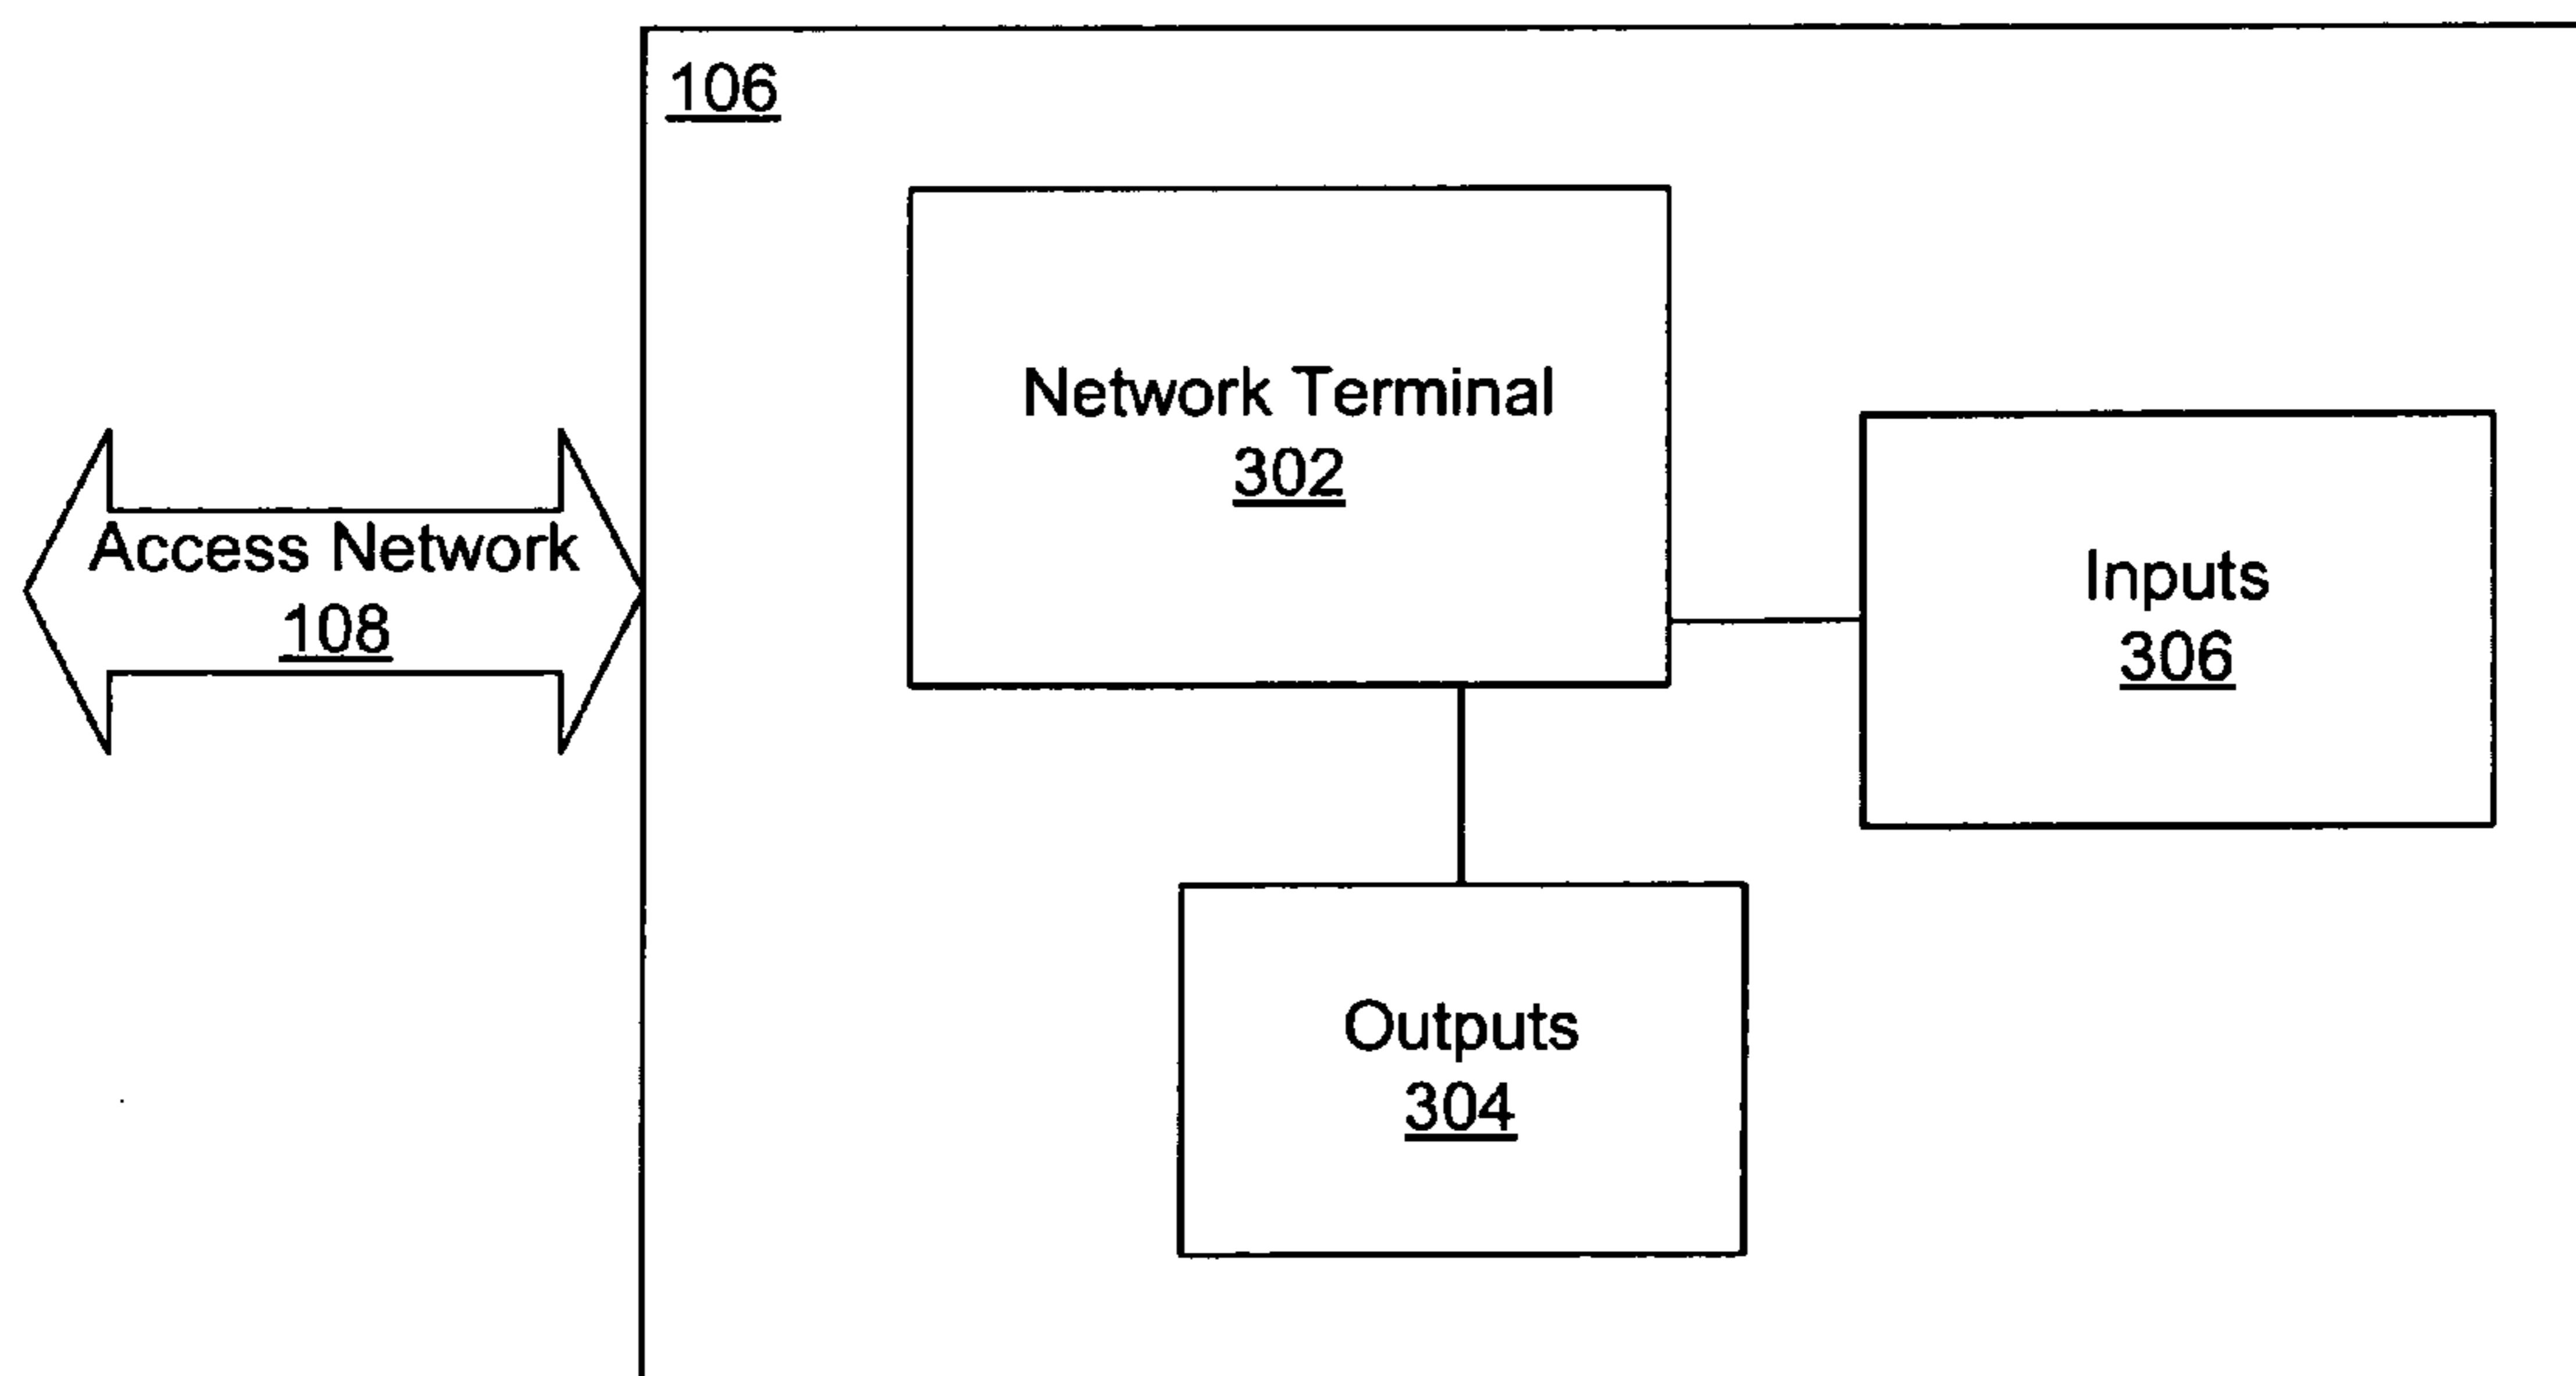 106
Network Terminal
302
Access Network
108
Inputs
306
Outputs
304